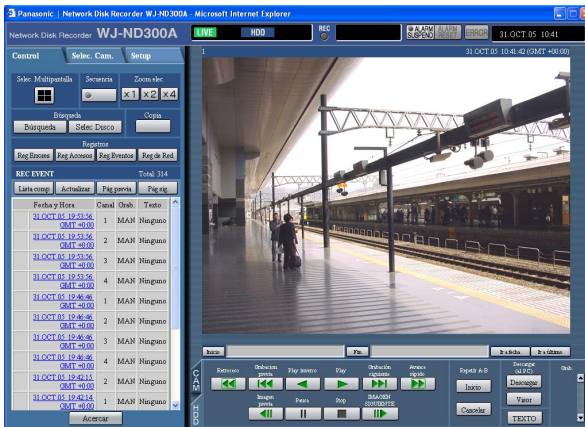 Panasonic | Network Disk Recorder WJ-ND300A - Microsoft Internet Explorer
Network Disk Recorder WJ-ND300A
LIVE HDD REC ALARM SUSPEND ALARM RESET ERROR 31.OCT.05 10:41
Control Selec. Cam. Setup
1 31.OCT.05 10:41:42 (GMT +00:00)
Selec. Multipantalla Secuencia Zoom elec.
x1 x2 x4
Búsqueda Copia
Búsqueda Selec Disco
Registros
Reg Errores Reg Accesos Reg Eventos Reg de Red
REC EVENT Total: 314
Lista comp Actualizar Pág previa Pág sig.
Fecha y Hora Canal Grab. Texto
31.OCT.05 19:53:56 GMT +0:00 1 MAN Ninguno
31.OCT.05 19:53:56 GMT +0:00 2 MAN Ninguno
31.OCT.05 19:53:56 GMT +0:00 3 MAN Ninguno
31.OCT.05 19:53:56 GMT +0:00 4 MAN Ninguno
31.OCT.05 19:46:46 GMT +0:00 1 MAN Ninguno
31.OCT.05 19:46:46 GMT +0:00 2 MAN Ninguno
31.OCT.05 19:46:46 GMT +0:00 3 MAN Ninguno
31.OCT.05 19:46:46 GMT +0:00 4 MAN Ninguno
31.OCT.05 19:42:15 GMT +0:00 2 MAN Ninguno
31.OCT.05 19:42:14 GMT +0:00 1 MAN Ninguno
Acercar
Inicio Fin Ir a fecha Ir a último
CAM
HDD
Retroceso Grabacion previa Play Inverso Play Grabación siguiente Avance rápido
Imagen previa Pausa Stop IMAGEN SIGUIENTE
Repetir A-B
Inicio
Cancelar
Descargar (al PC)
Descargar
Visor
TEXTO
Grab.